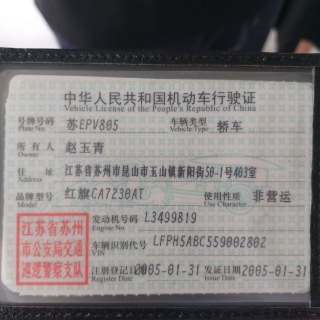 中华人民共和国机动车行驶证
Vehicle License of the People's Republic of China
号牌号码 Plate No. 苏EPV805 车辆类型 Vehicle Type 轿车
所有人 Owner 赵玉青
住址 Address 江苏省苏州市昆山市玉山镇新阳街50-1号403室
品牌型号 Model 红旗CA7230AT 使用性质 Use Character 非营运
发动机号码 Engine No. L3499819
车辆识别代号 VIN LFPH5ABC559002802
注册登记日 2005-01-31 发证日期 2005-01-31
江苏省苏州
市公安局交通
巡逻警察支队